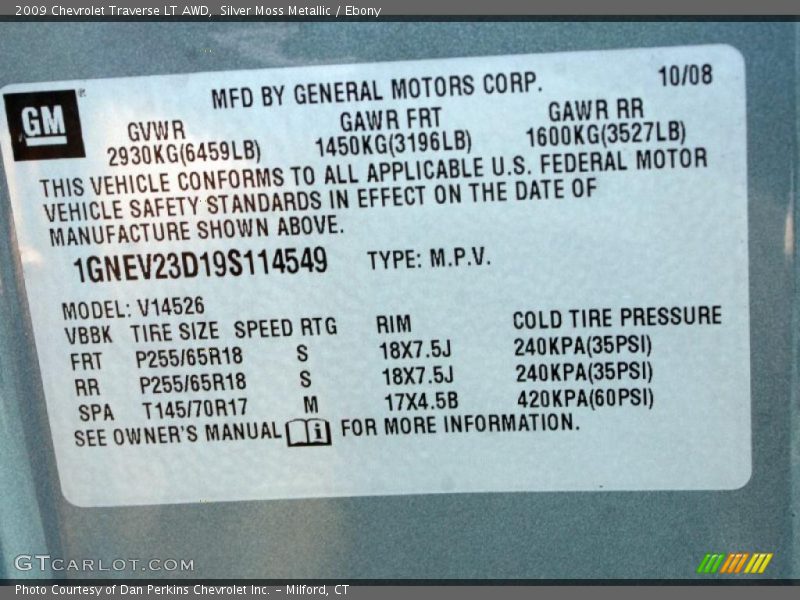 2009 Chevrolet Traverse LT AWD,  Silver Moss Metallic / Ebony
MFD BY GENERAL MOTORS CORP. 10/08
GM
GVWR GAWR FRT GAWR RR
2930KG(6459LB) 1450KG(3196LB) 1600KG(3527LB)
THIS VEHICLE CONFORMS TO ALL APPLICABLE U.S. FEDERAL MOTOR
VEHICLE SAFETY STANDARDS IN EFFECT ON THE DATE OF
MANUFACTURE SHOWN ABOVE.
1GNEV23D19S114549 TYPE: M.P.V.
MODEL: V14526
VBBK TIRE SIZE SPEED RTG RIM COLD TIRE PRESSURE
FRT P255/65R18 S 18X7.5J 240KPA(35PSI)
RR P255/65R18 S 18X7.5J 240KPA(35PSI)
SPA T145/70R17 M 17X4.5B 420KPA(60PSI)
SEE OWNER'S MANUAL i FOR MORE INFORMATION.
GTCARLOT.COM
Photo Courtesy of Dan Perkins Chevrolet Inc. - Milford, CT